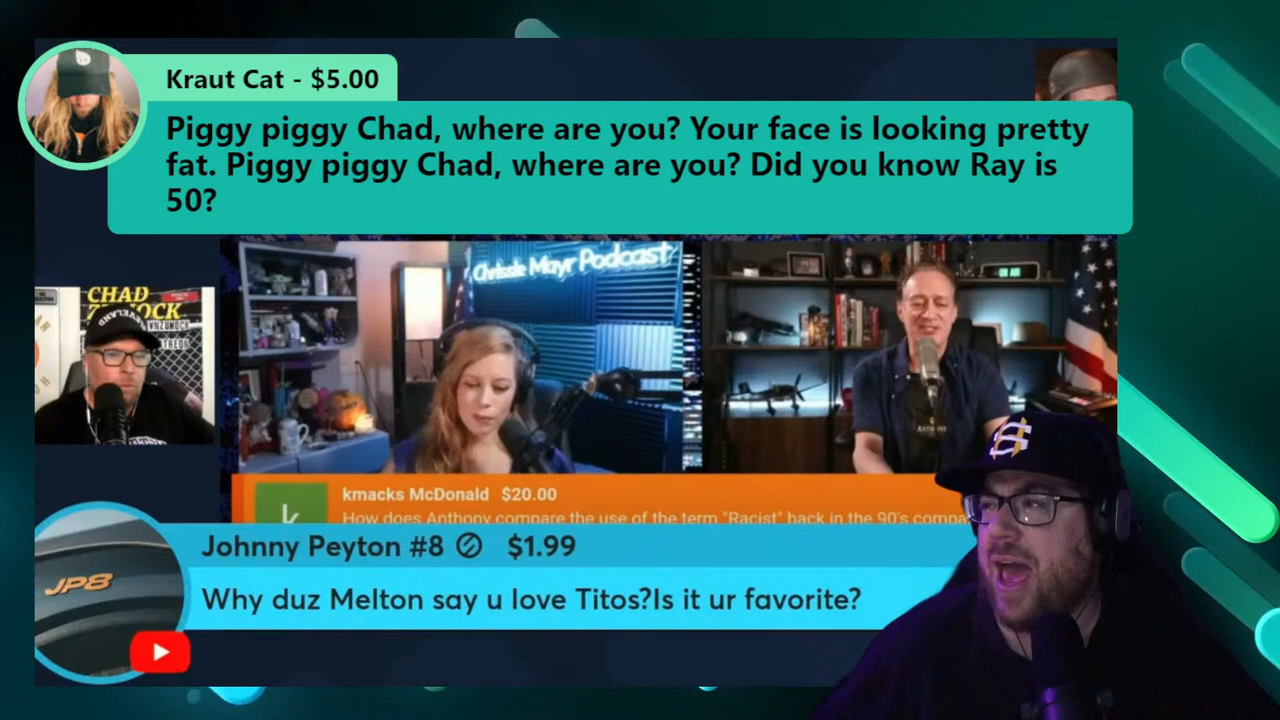 Kraut Cat - $5.00
Piggy piggy Chad, where are you? Your face is looking pretty
fat. Piggy piggy Chad, where are you? Did you know Ray is
50?
Chrissie Mayr Podcast
CHAD
ZUMOCK
kmacks McDonald $20.00
k
How does Anthony compare the use of the term "Racist" back in the 90's compa
Johnny Peyton #8 $1.99
JP8
Why duz Melton say u love Titos?Is it ur favorite?